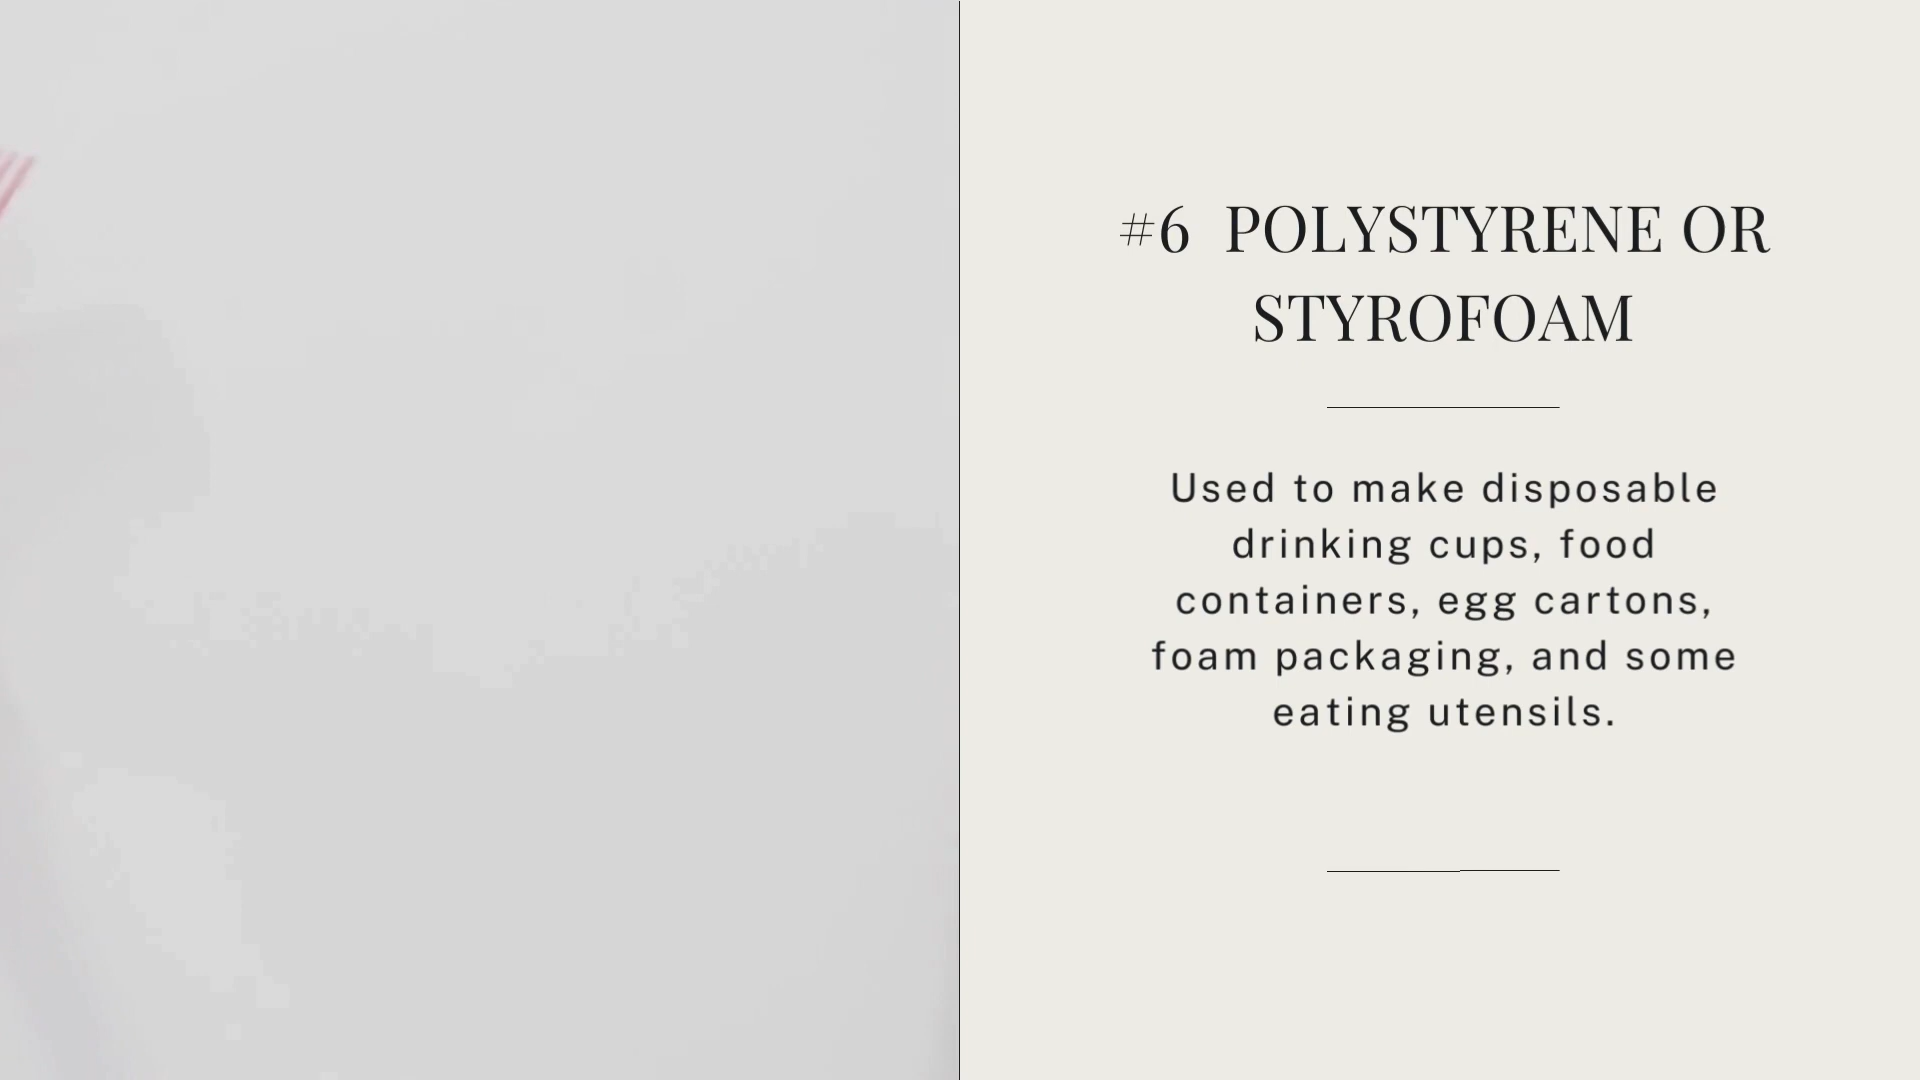 #6 POLYSTYRENE OR
STYROFOAM
Used to make disposable
drinking cups, food
containers, egg cartons,
foam packaging, and some
eating utensils.